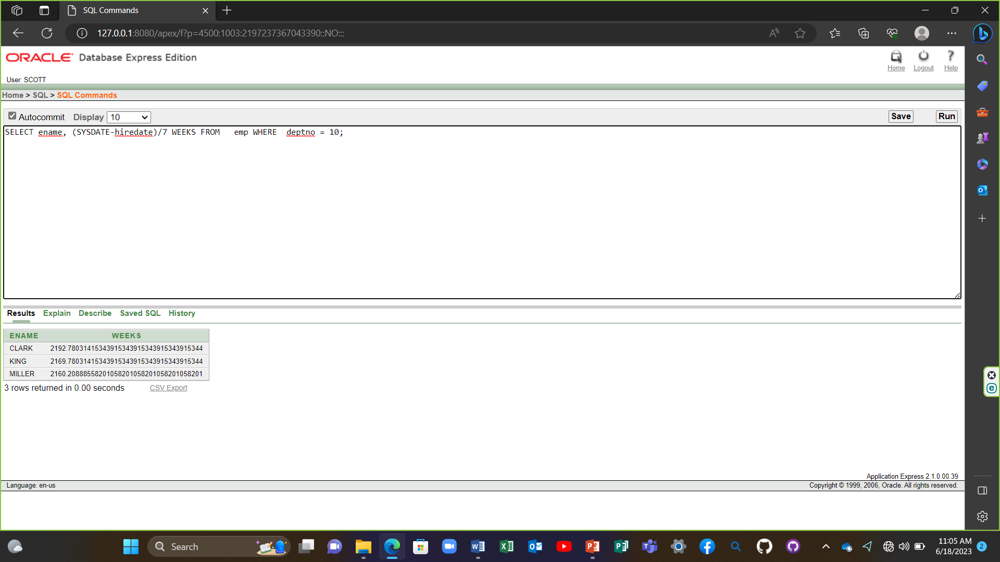 SQL Commands
127.0.0.1:8080/apex/f?p=4500:1003:2197237367043390::NO:::
ORACLE Database Express Edition
Home Logout Help
User: SCOTT
Home > SQL > SQL Commands
Autocommit Display 10 Save Run
SELECT ename, (SYSDATE-hiredate)/7 WEEKS FROM   emp WHERE  deptno = 10;
Results Explain Describe Saved SQL History
ENAME WEEKS
CLARK 2192.78031415343915343915343915343915344
KING 2169.78031415343915343915343915343915344
MILLER 2160.20888558201058201058201058201058201
3 rows returned in 0.00 seconds CSV Export
Application Express 2.1.0.00.39
Language: en-us Copyright © 1999, 2006, Oracle. All rights reserved.
Search 11:05 AM
6/18/2023 2